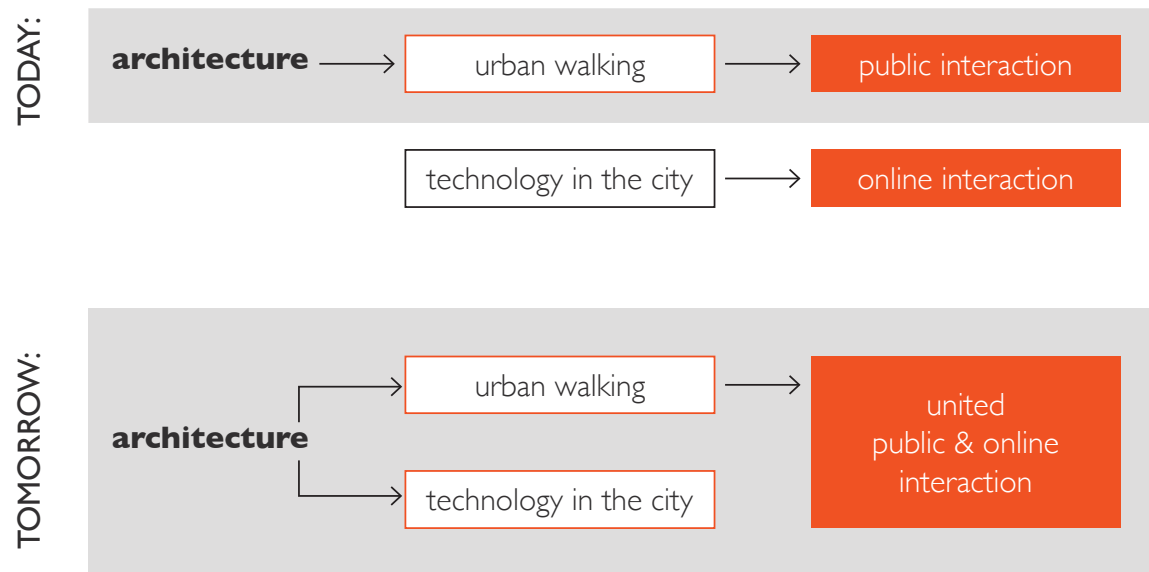 TODAY:
architecture
urban walking
public interaction
technology in the city
online interaction
TOMORROW:
architecture
urban walking
technology in the city
united
public & online
interaction